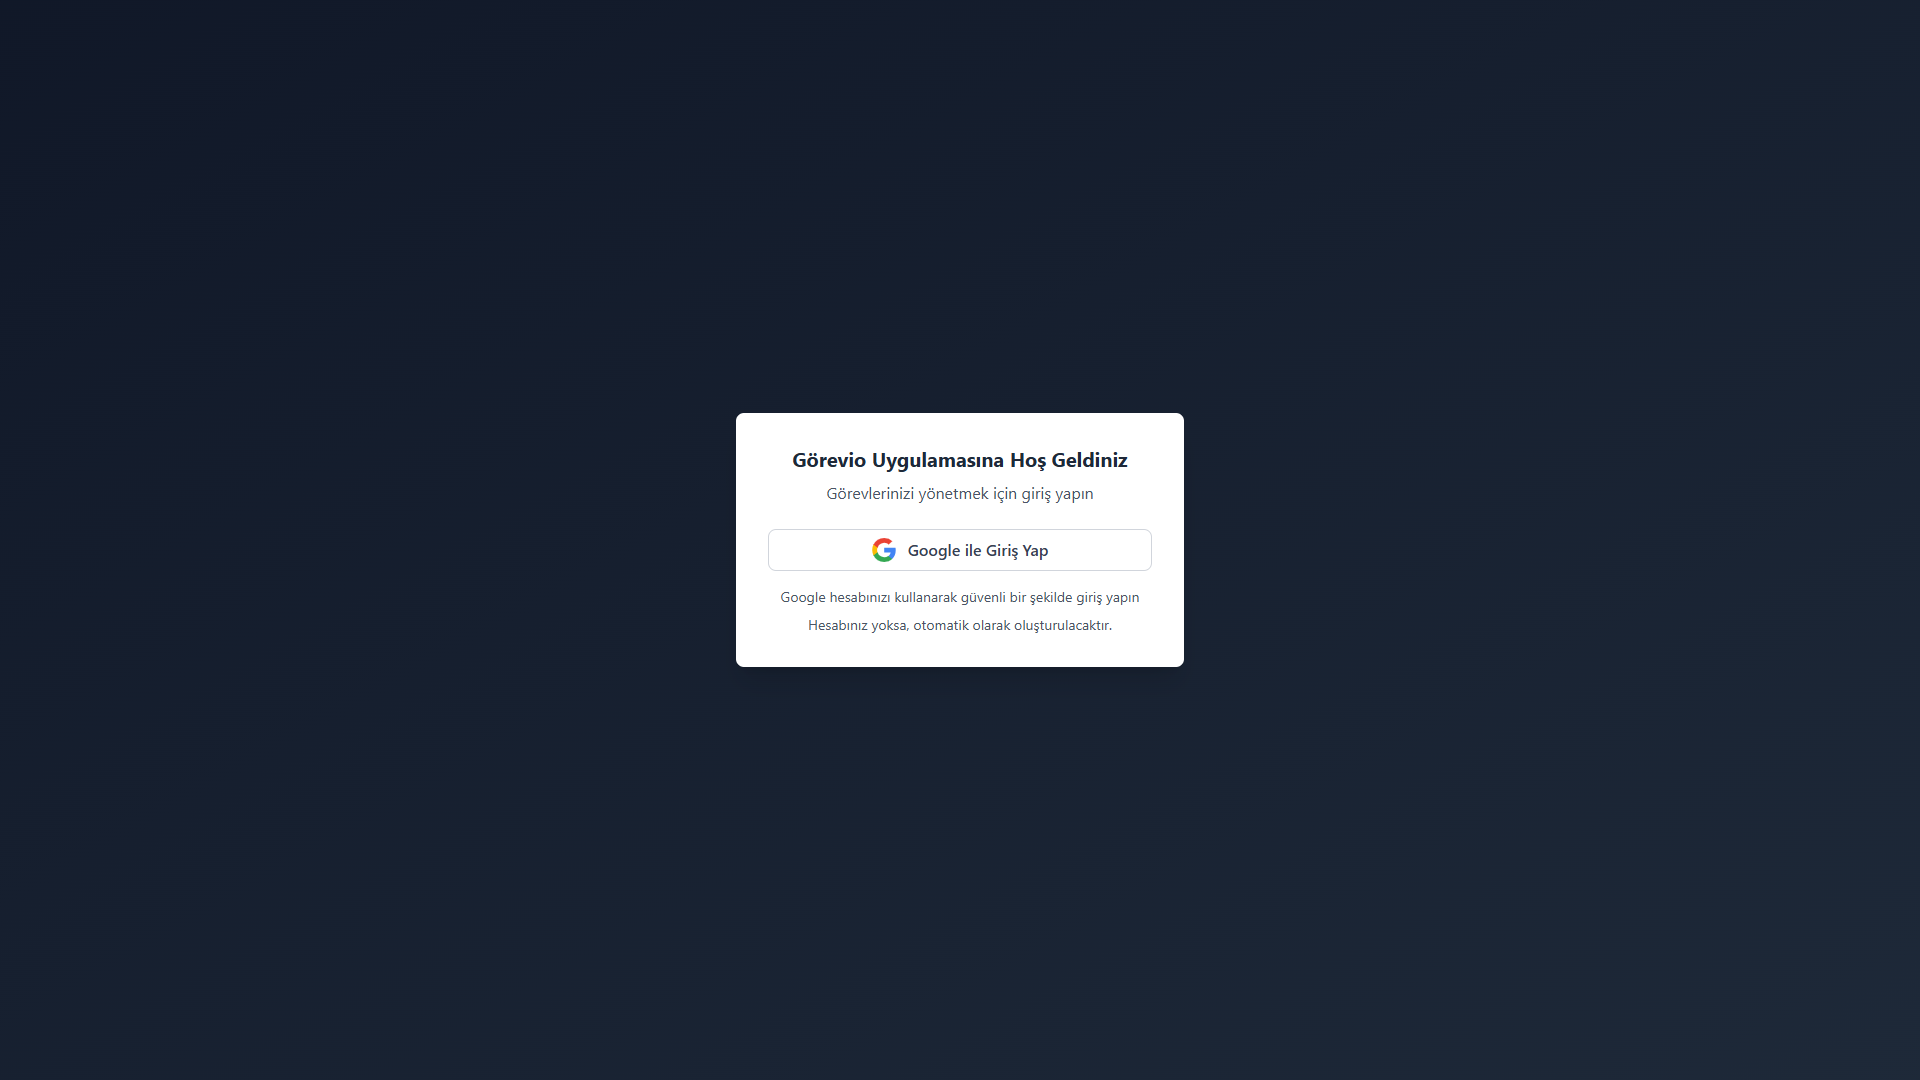 Görevio Uygulamasına Hoş Geldiniz
Görevlerinizi yönetmek için giriş yapın
Google ile Giriş Yap
Google hesabınızı kullanarak güvenli bir şekilde giriş yapın
Hesabınız yoksa, otomatik olarak oluşturulacaktır.